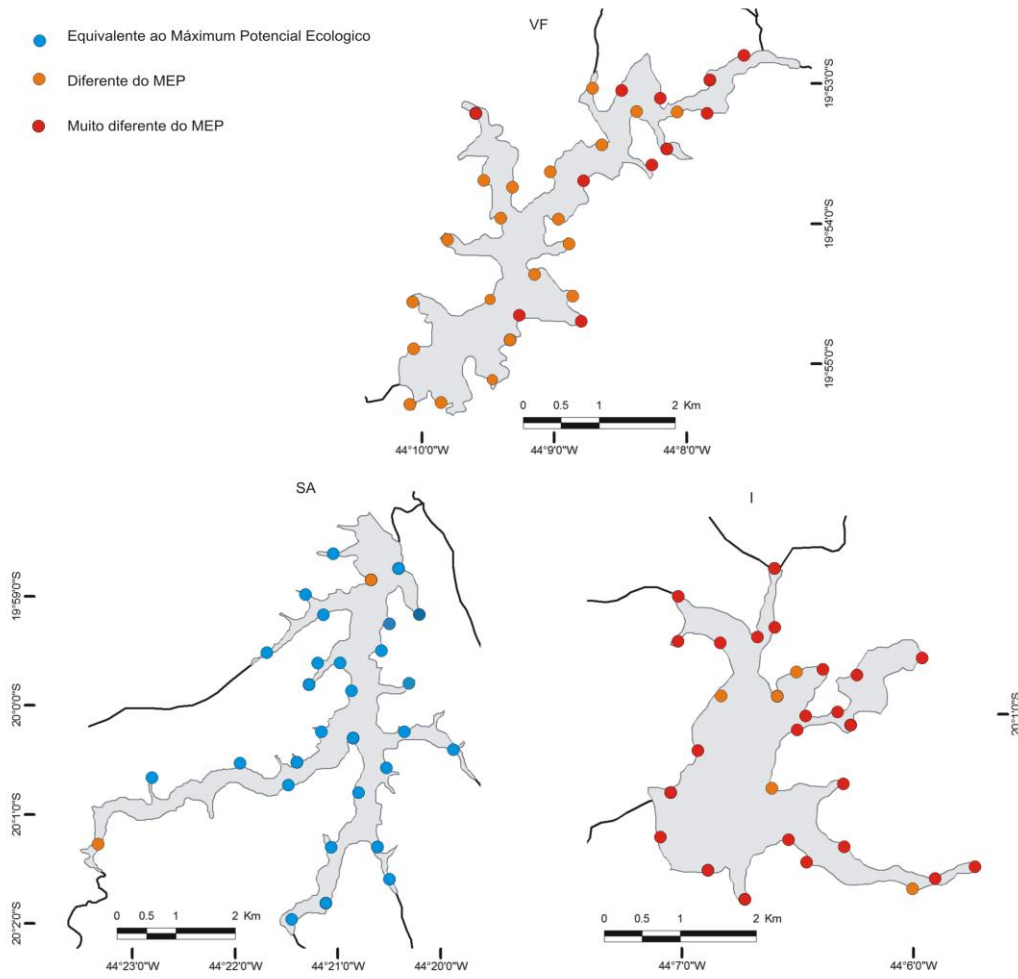 VF
Equivalente ao Máximum Potencial Ecologico
Diferente do MEP
Muito diferente do MEP
19°53'0"S
19°54'0"S
19°55'0"S
0 0.5 1 2 Km
44°10'0"W 44°9'0"W 44°8'0"W
SA
19°59'0"S
20°0'0"S
20°1'0"S
20°2'0"S
0 0.5 1 2 Km
44°23'0"W 44°22'0"W 44°21'0"W 44°20'0"W
I
20°1'0"S
0 0.5 1 2 Km
44°7'0"W 44°6'0"W